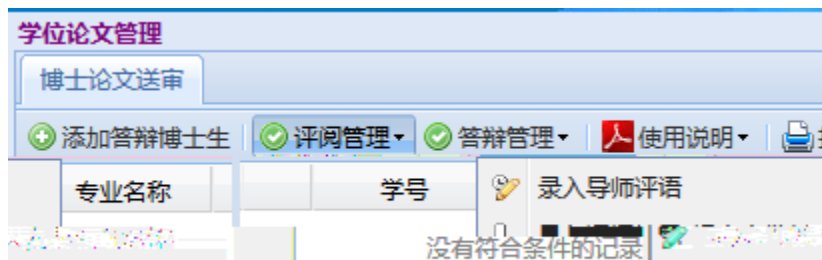 学位论文管理
博士论文送审
添加答辩博士生 评阅管理 答辩管理 使用说明
专业名称 学号 录入导师评语
没有符合条件的记录